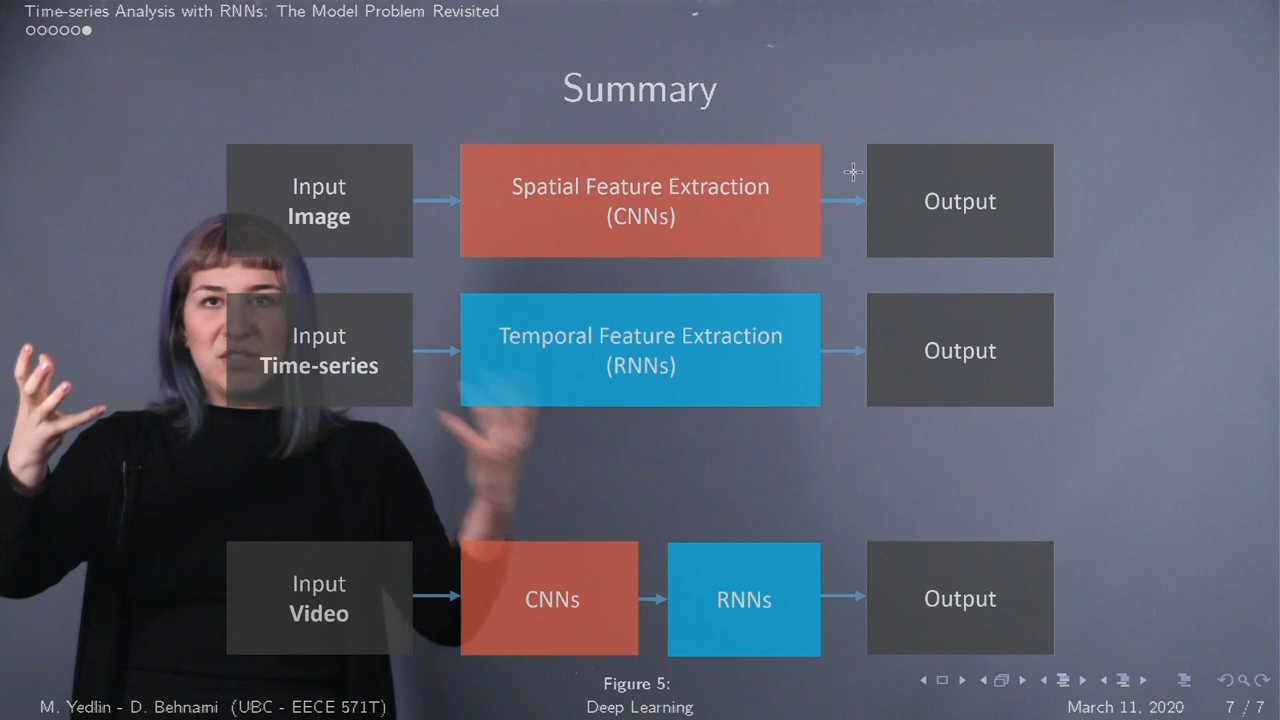 Time-series Analysis with RNNs: The Model Problem Revisited
Summary
Input
Image
Spatial Feature Extraction
(CNNs)
Output
Input
Time-series
Temporal Feature Extraction
(RNNs)
Output
Input
Video
CNNs
RNNs
Output
Figure 5:
M. Yedlin - D. Behnami (UBC - EECE 571T)
Deep Learning
March 11, 2020
7 / 7